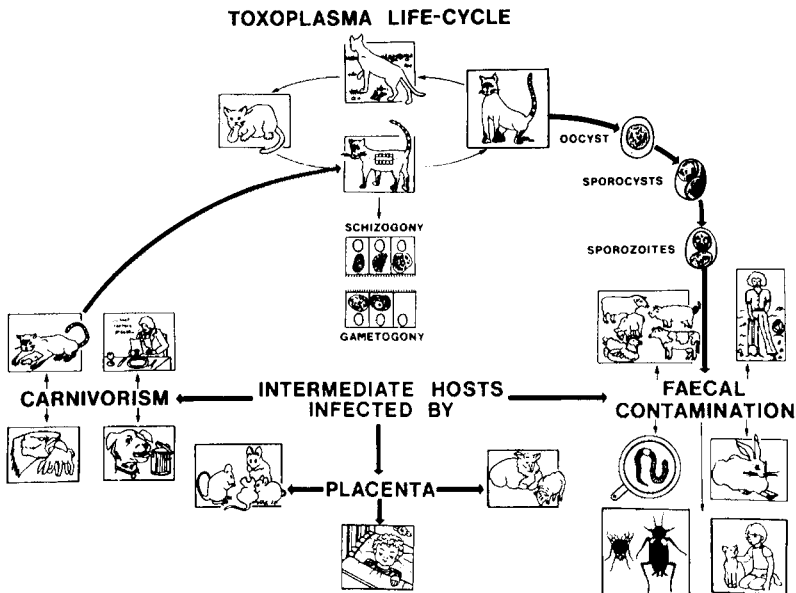 TOXOPLASMA LIFE-CYCLE
OOCYST
SPOROCYSTS
SPOROZOITES
SCHIZOGONY
GAMETOGONY
CARNIVORISM
INTERMEDIATE HOSTS
INFECTED BY
FAECAL
CONTAMINATION
PLACENTA